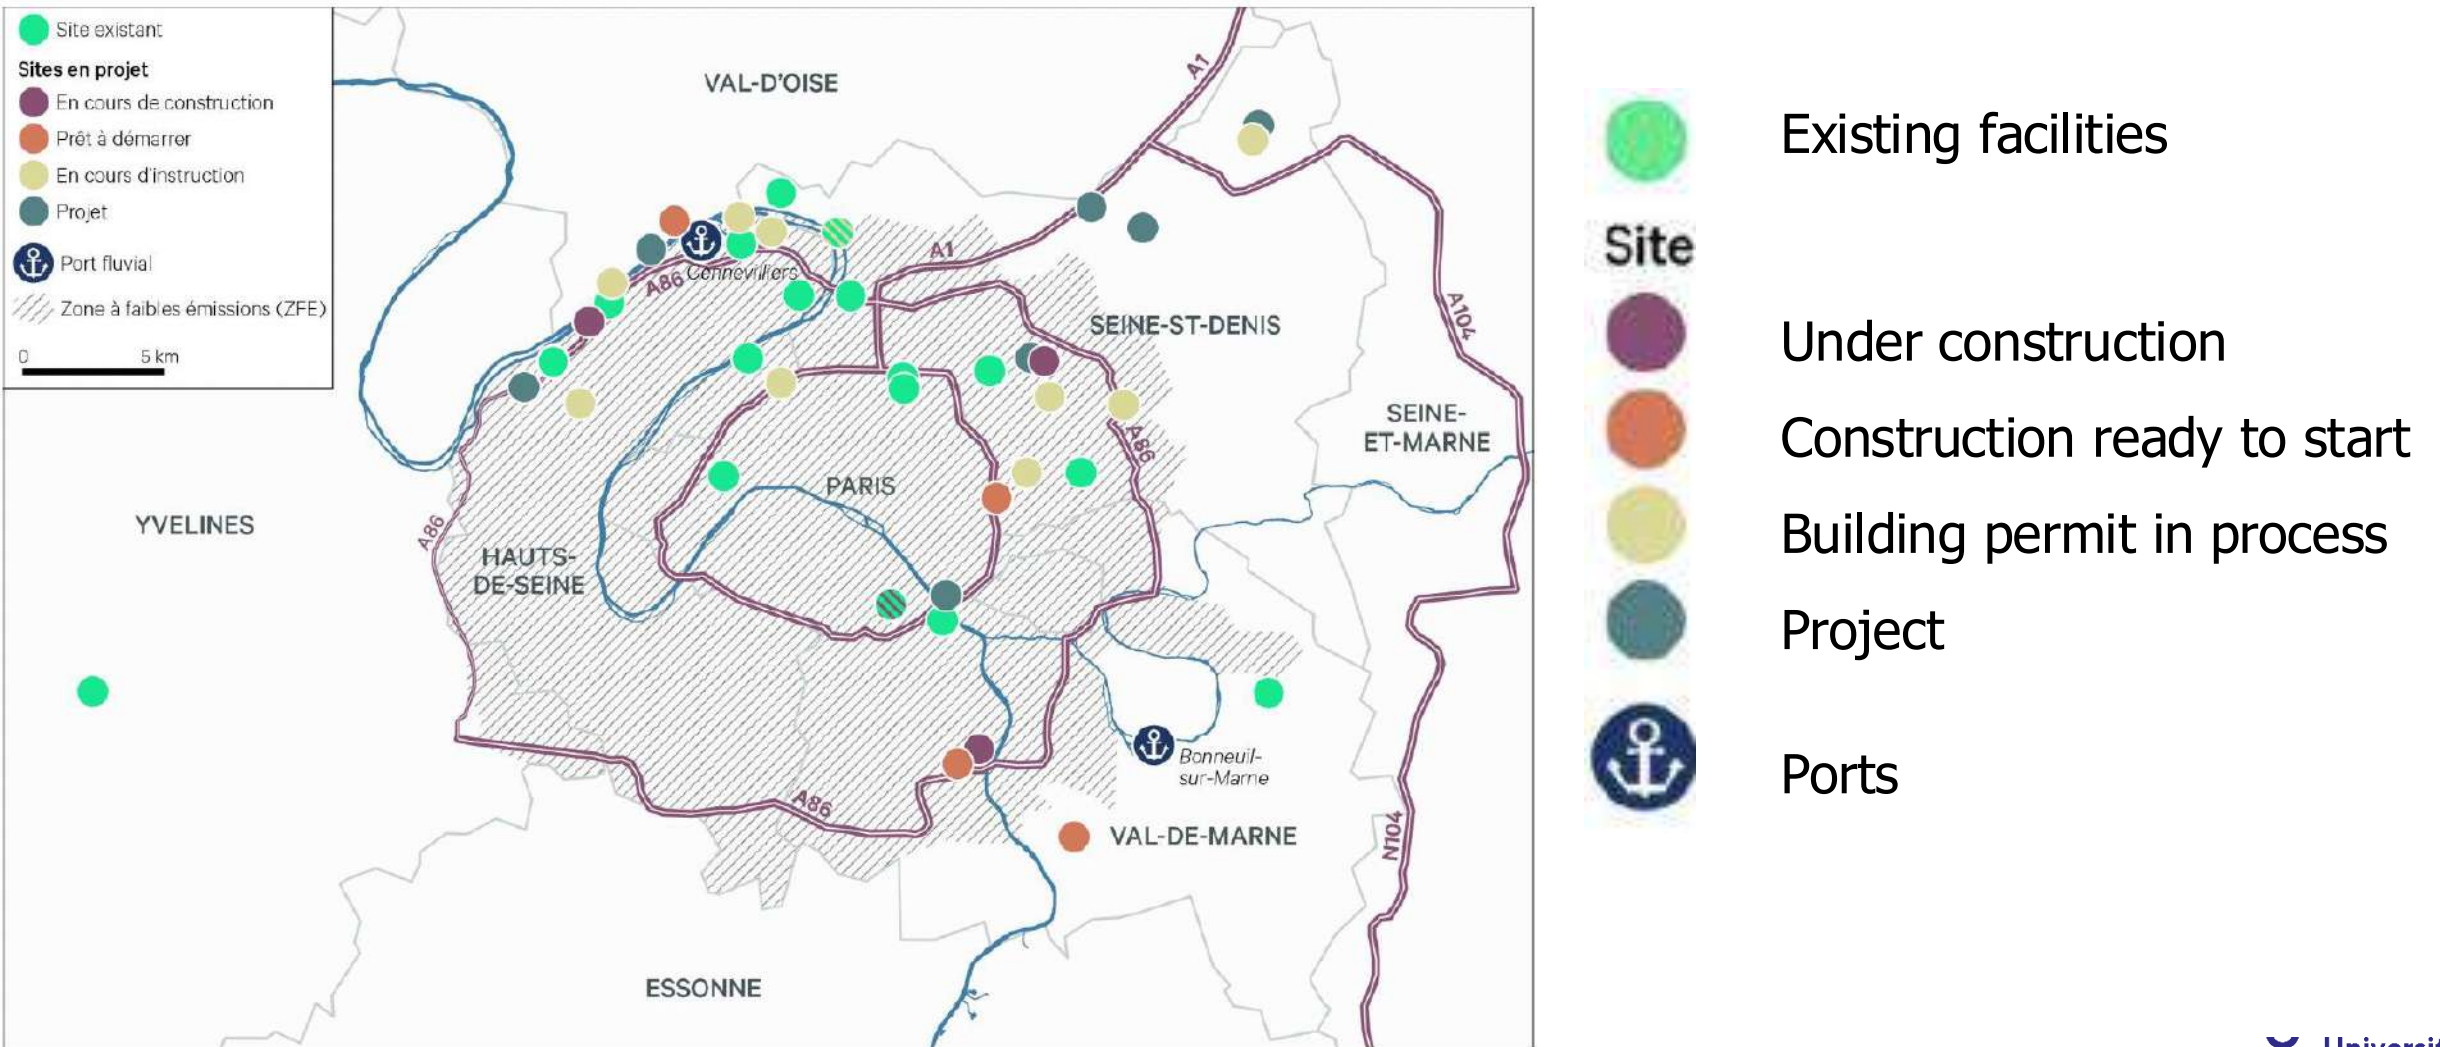 Site existant
Sites en projet
En cours de construction
Prêt à démarrer
En cours d'instruction
Projet
Port fluvial
Zone à faibles émissions (ZFE)
0 5 km
VAL-D'OISE
A1
Gennevilliers
A86
A1
SEINE-ST-DENIS
A104
SEINE-
ET-MARNE
A86
PARIS
YVELINES
A86
HAUTS-
DE-SEINE
Bonneuil-
sur-Marne
A86
VAL-DE-MARNE
N104
ESSONNE
Existing facilities
Site
Under construction
Construction ready to start
Building permit in process
Project
Ports